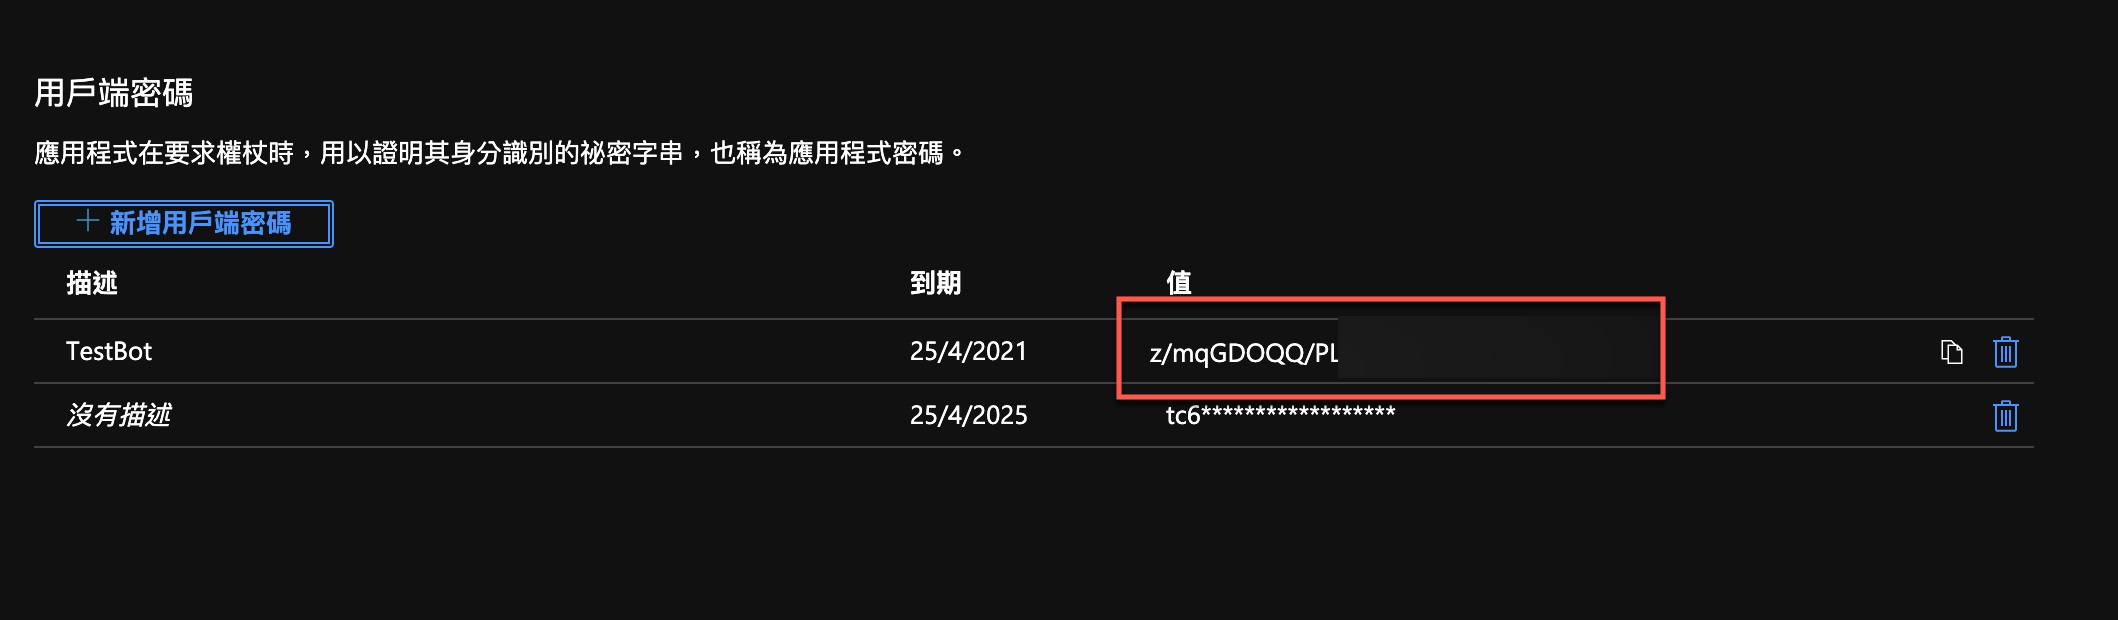 用戶端密碼
應用程式在要求權杖時，用以證明其身分識別的祕密字串，也稱為應用程式密碼。
新增用戶端密碼
描述 到期 值
TestBot 25/4/2021 z/mqGDOQQ/PL
沒有描述 25/4/2025 tc6******************